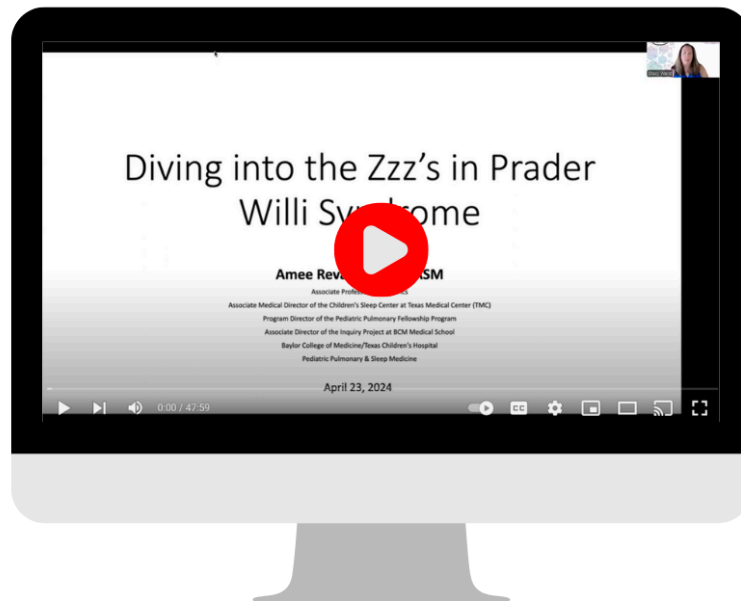 Diving into the Zzz's in Prader
Willi Syndrome
Amee Reva
Associate Profes
Associate Medical Director of the Children's Sleep Center at Texas Medical Center (TMC)
Program Director of the Pediatric Pulmonary Fellowship Program
Associate Director of the Inquiry Project at BCM Medical School
Baylor College of Medicine/Texas Children's Hospital
Pediatric Pulmonary & Sleep Medicine
April 23, 2024
0:00 / 47:59
CC